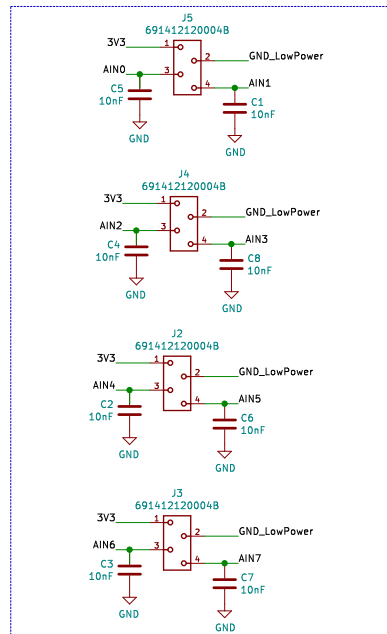 J5
691412120004B
3V3
1
2
GND_LowPower
AIN0
3
4
AIN1
C5
10nF
C1
10nF
GND
GND
J4
691412120004B
3V3
1
2
GND_LowPower
AIN2
3
4
AIN3
C4
10nF
C8
10nF
GND
GND
J2
691412120004B
3V3
1
2
GND_LowPower
AIN4
3
4
AIN5
C2
10nF
C6
10nF
GND
GND
J3
691412120004B
3V3
1
2
GND_LowPower
AIN6
3
4
AIN7
C3
10nF
C7
10nF
GND
GND